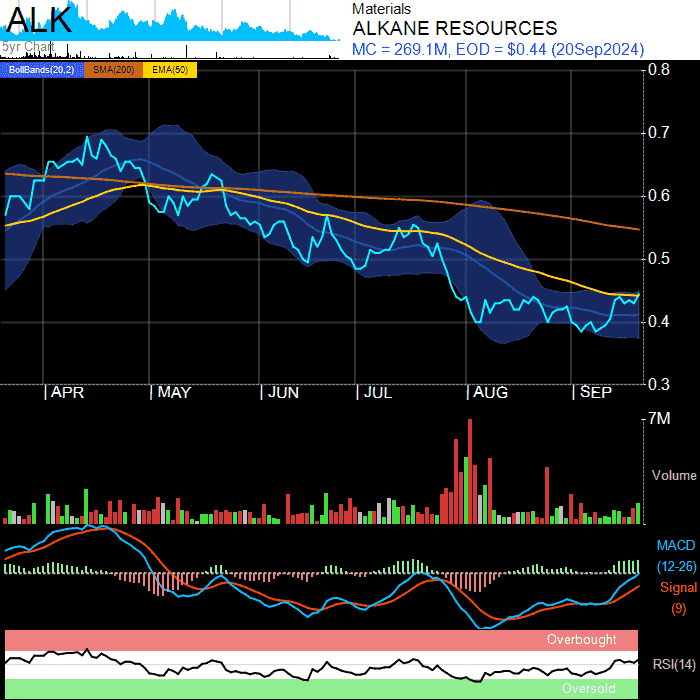 ALK
5yr Chart
Materials
ALKANE RESOURCES
MC = 269.1M, EOD = $0.44 (20Sep2024)
BollBands(20,2) SMA(200) EMA(50)
0.8
0.7
0.6
0.5
0.4
0.3
APR MAY JUN JUL AUG SEP
7M
Volume
MACD
(12-26)
Signal
(9)
Overbought
RSI(14)
Oversold